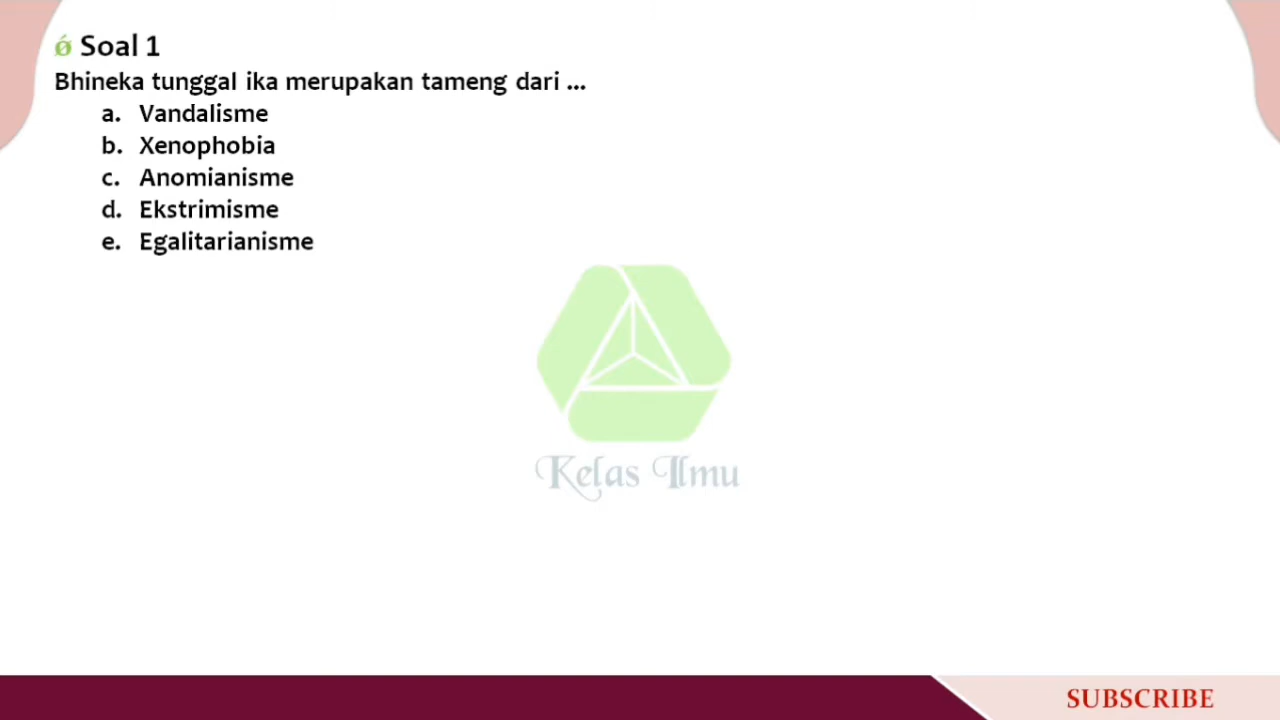 ǿ Soal 1
Bhineka tunggal ika merupakan tameng dari ...
a. Vandalisme
b. Xenophobia
c. Anomianisme
d. Ekstrimisme
e. Egalitarianisme
Kelas Ilmu
SUBSCRIBE